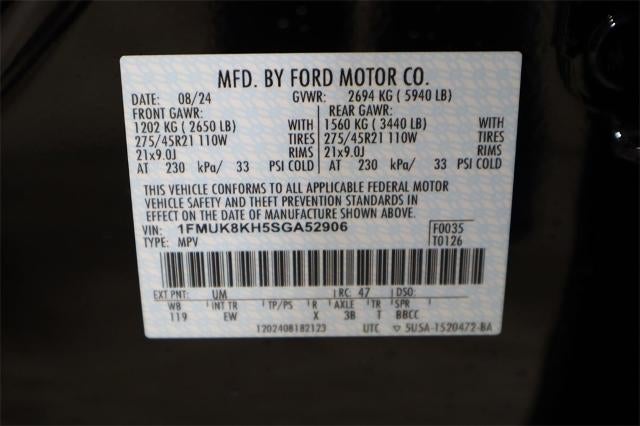 MFD. BY FORD MOTOR CO.
DATE: 08/24 GVWR: 2694 KG ( 5940 LB)
FRONT GAWR: REAR GAWR:
1202 KG ( 2650 LB) WITH 1560 KG ( 3440 LB) WITH
275/45R21 110W TIRES 275/45R21 110W TIRES
21x9.0J RIMS 21x9.0J RIMS
AT 230 kPa/ 33 PSI COLD AT 230 kPa/ 33 PSI COLD
THIS VEHICLE CONFORMS TO ALL APPLICABLE FEDERAL MOTOR
VEHICLE SAFETY AND THEFT PREVENTION STANDARDS IN
EFFECT ON THE DATE OF MANUFACTURE SHOWN ABOVE.
VIN: 1FMUK8KH5SGA52906 F0035
TYPE: MPV T0126
EXT PNT: UM RC: 47 DSO:
WB INT TR TP/PS R AXLE TR SPR
119 EW X 3B T BBCC
1202408182123 UTC ▽ 5USA-1520472-BA